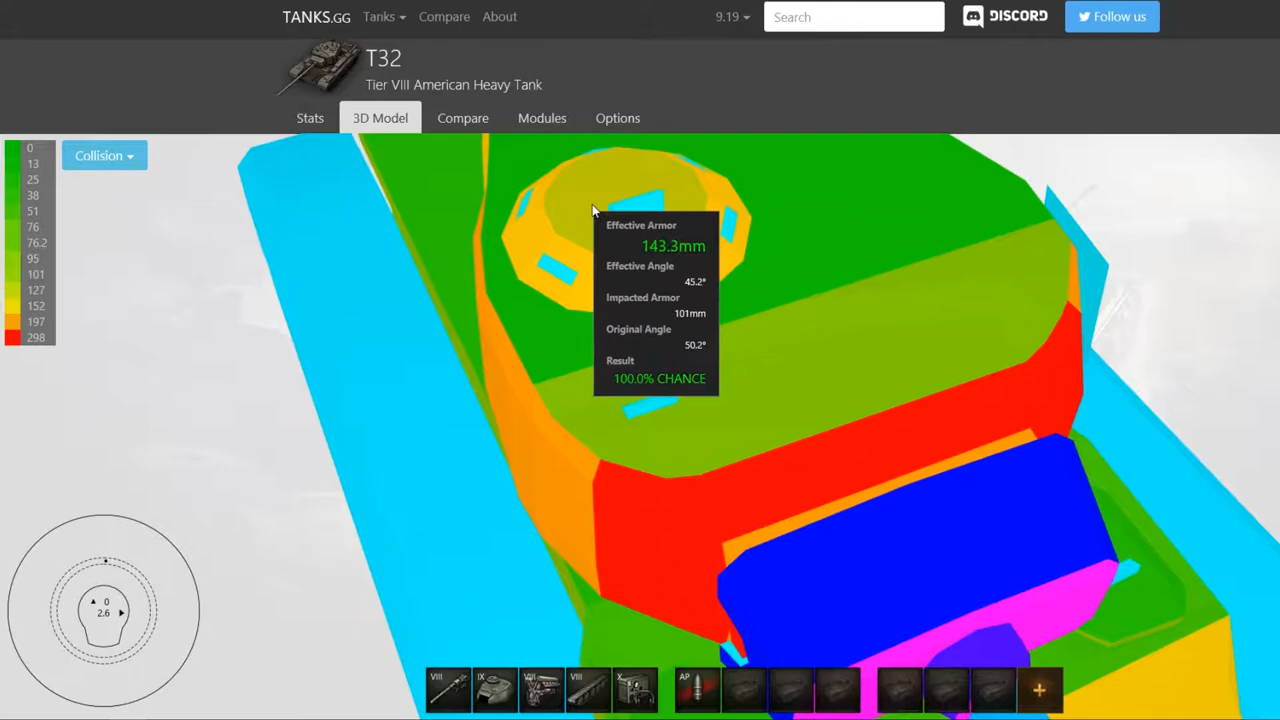 TANKS.GG Tanks Compare About 9.19 Search DISCORD Follow us
T32
Tier VIII American Heavy Tank
Stats 3D Model Compare Modules Options
Collision
0
13
25
38
51
76
76.2
95
101
127
152
197
298
Effective Armor
143.3mm
Effective Angle
45.2°
Impacted Armor
101mm
Original Angle
50.2°
Result
100.0% CHANCE
0
2.6
VIII IX VIII VIII X AP